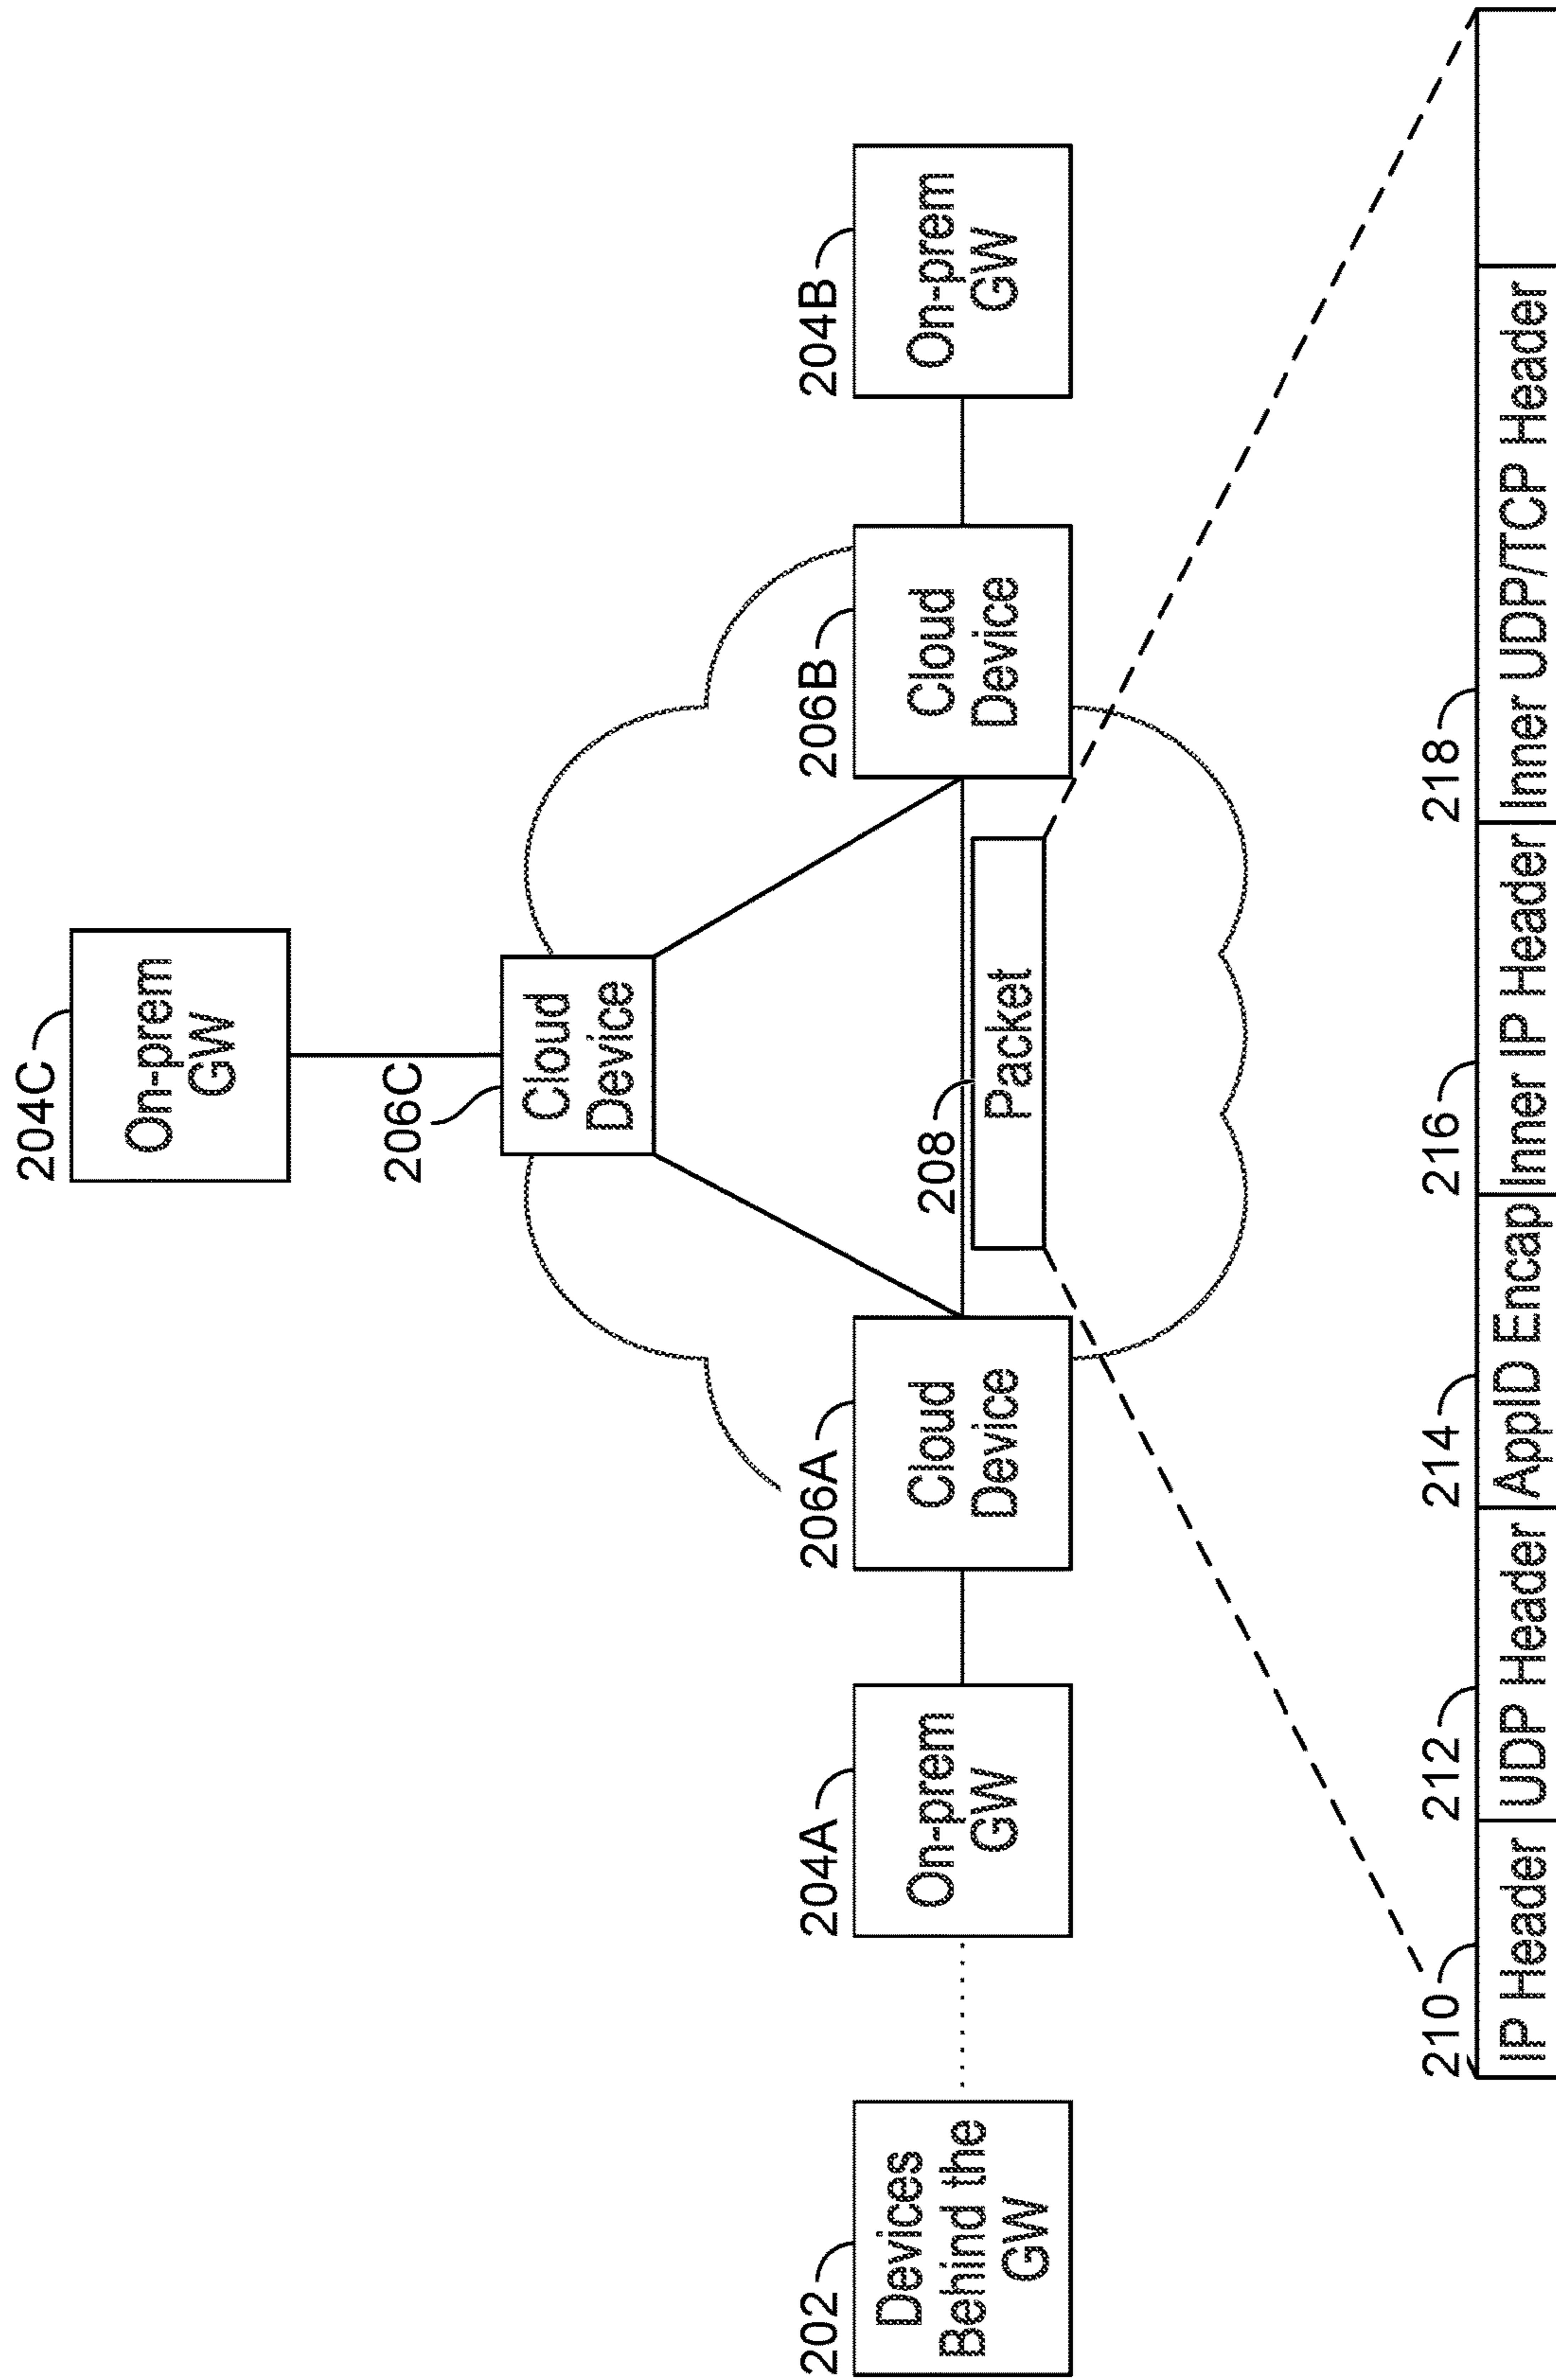 204C
On-prem
GW
206C
Cloud
Device
202
Devices
Behind the
GW
204A
On-prem
GW
206A
Cloud
Device
206B
Cloud
Device
204B
On-prem
GW
208
Packet
210
IP Header
212
UDP Header
214
AppID Encap
216
Inner IP Header
218
Inner UDP/TCP Header